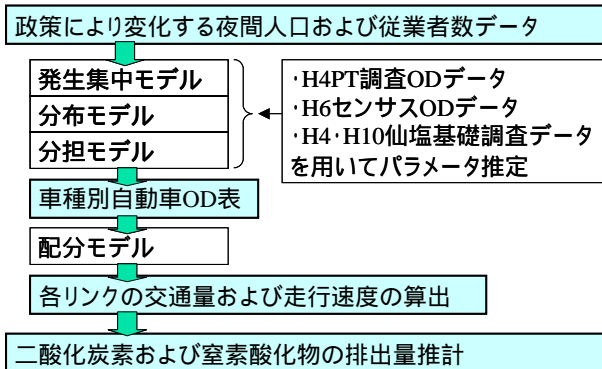 政策により変化する夜間人口および従業者数データ
発生集中モデル
分布モデル
分担モデル
・H4PT調査ODデータ
・H6センサスODデータ
・H4・H10仙塩基礎調査データ
を用いてパラメータ推定
車種別自動車OD表
配分モデル
各リンクの交通量および走行速度の算出
二酸化炭素および窒素酸化物の排出量推計